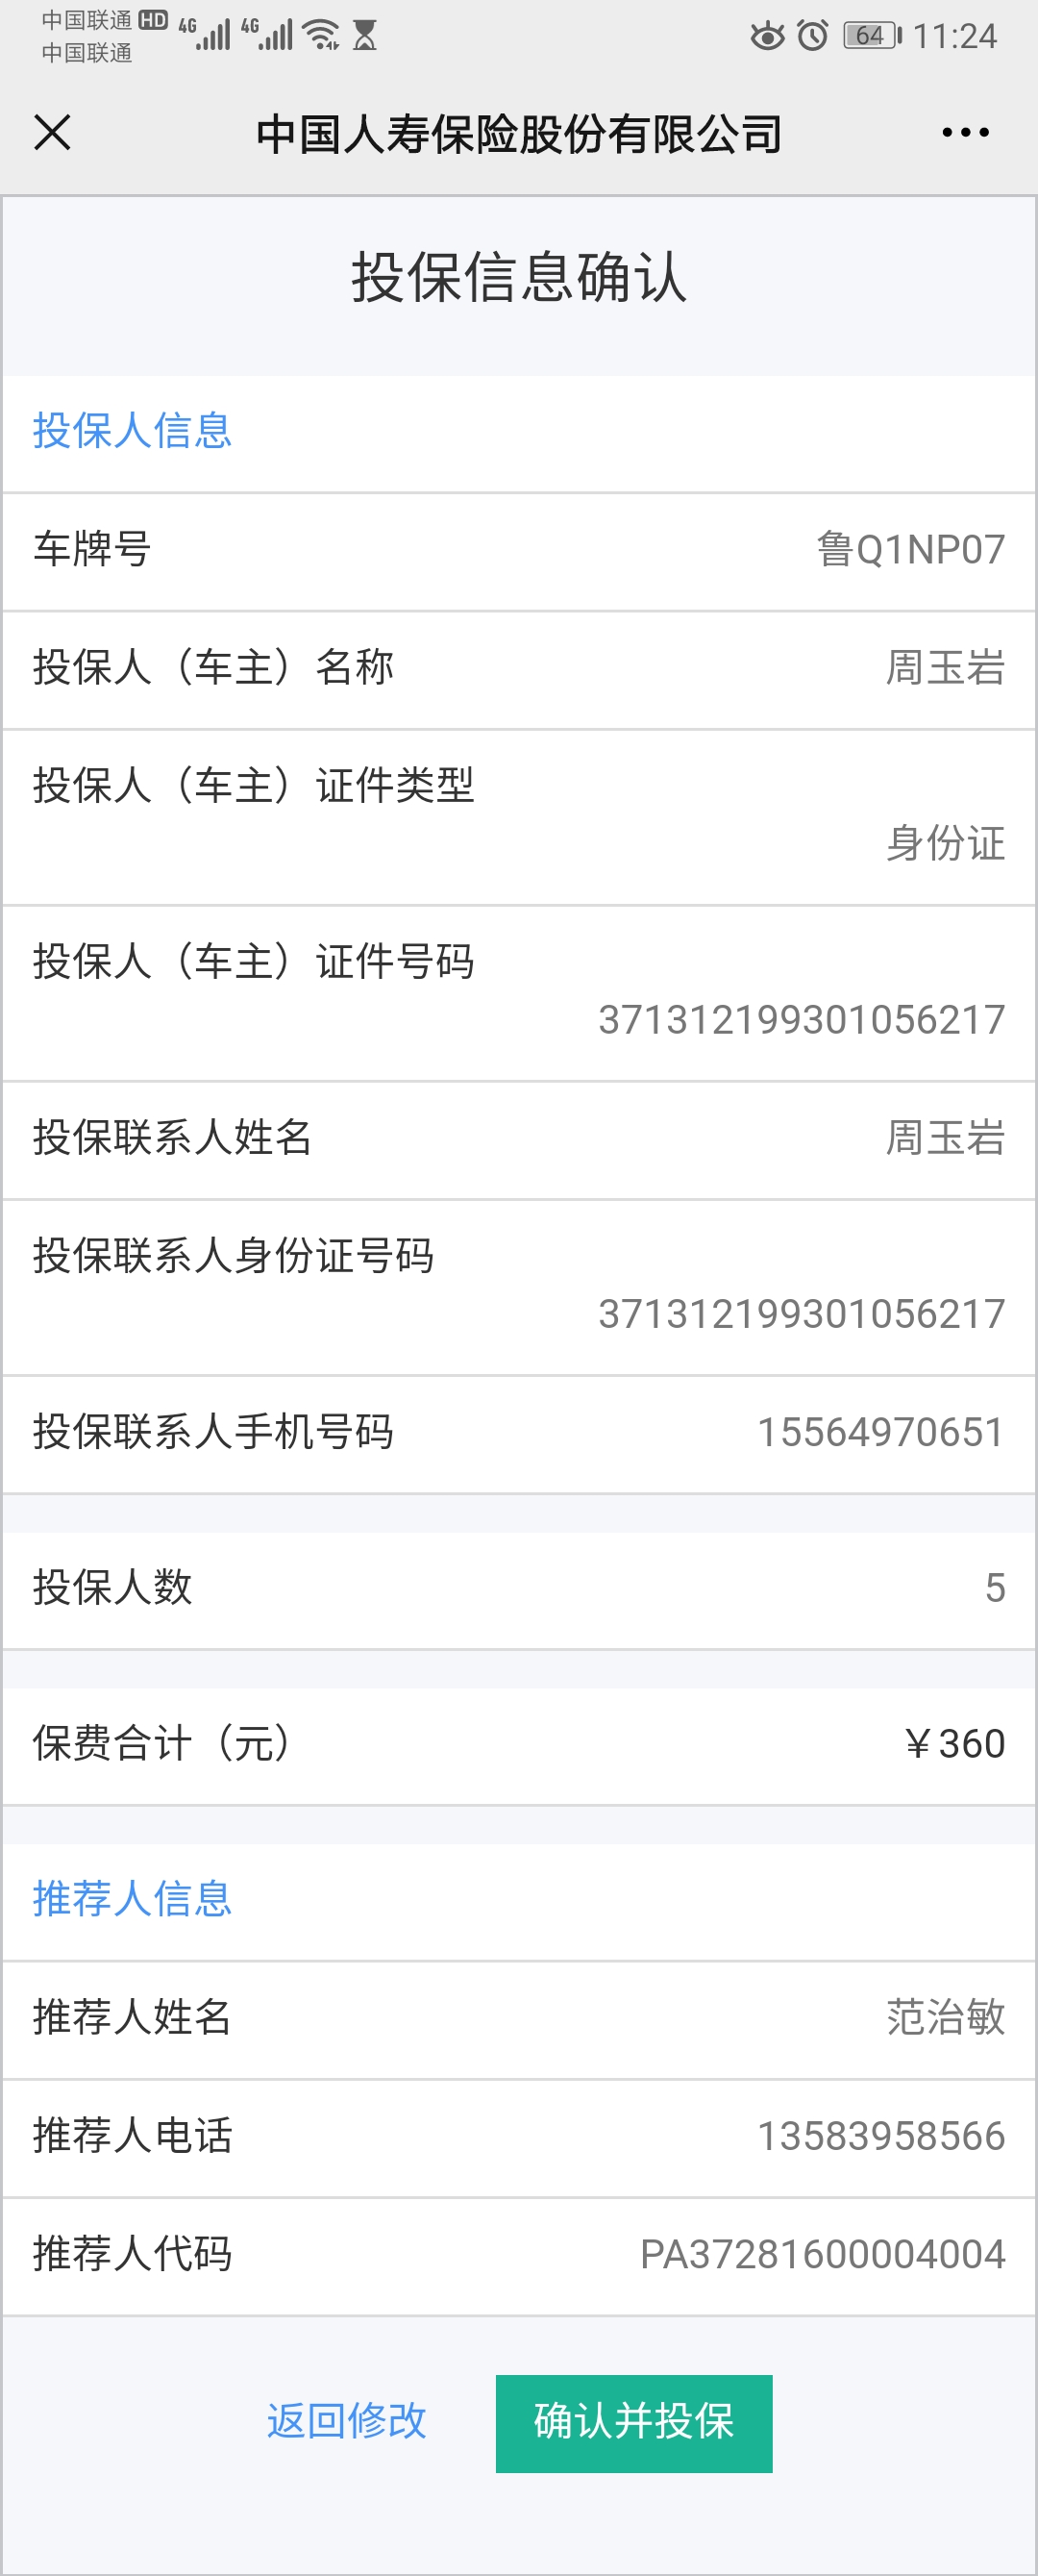 中国联通 HD 4G 4G 64 11:24
中国联通
中国人寿保险股份有限公司
投保信息确认
投保人信息
车牌号 鲁Q1NP07
投保人（车主）名称 周玉岩
投保人（车主）证件类型
身份证
投保人（车主）证件号码
371312199301056217
投保联系人姓名 周玉岩
投保联系人身份证号码
371312199301056217
投保联系人手机号码 15564970651
投保人数 5
保费合计（元） ￥360
推荐人信息
推荐人姓名 范治敏
推荐人电话 13583958566
推荐人代码 PA37281600004004
返回修改 确认并投保